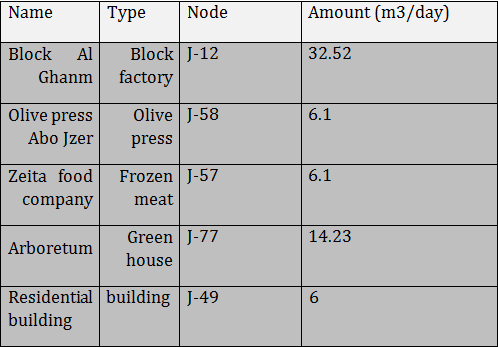 Name Type Node Amount (m3/day)
Block Al Block J-12 32.52
Ghanm factory
Olive press Olive J-58 6.1
Abo Jzer press
Zeita food Frozen J-57 6.1
company meat
Arboretum Green J-77 14.23
house
Residential building J-49 6
building